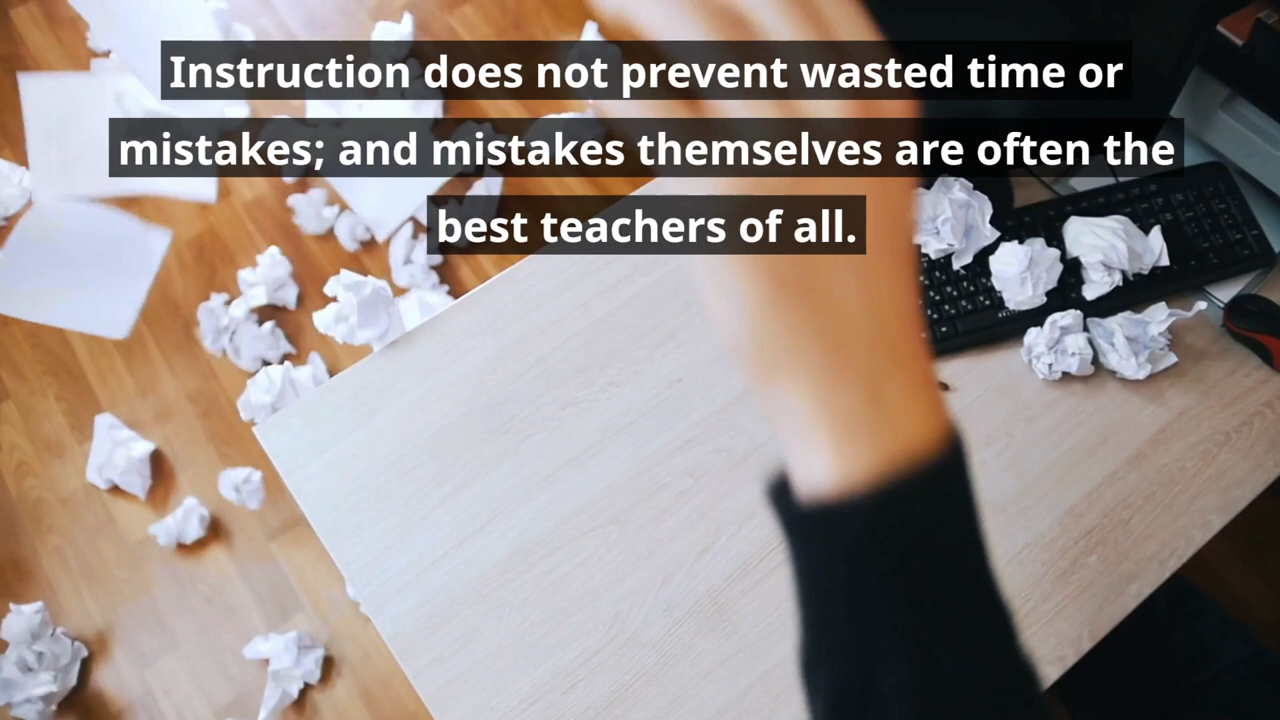 Instruction does not prevent wasted time or
mistakes; and mistakes themselves are often the
best teachers of all.